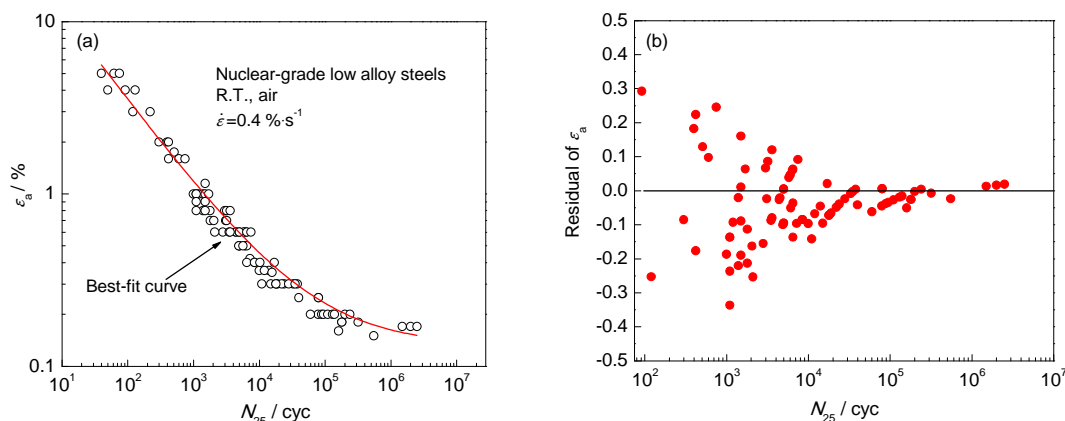 (a)
Nuclear-grade low alloy steels
R.T., air
ε̇=0.4 %·s⁻¹
Best-fit curve
εₐ / %
10
1
0.1
10¹ 10² 10³ 10⁴ 10⁵ 10⁶ 10⁷
N₂₅ / cyc
(b)
Residual of εₐ
0.5
0.4
0.3
0.2
0.1
0.0
-0.1
-0.2
-0.3
-0.4
-0.5
10² 10³ 10⁴ 10⁵ 10⁶ 10⁷
N₂₅ / cyc